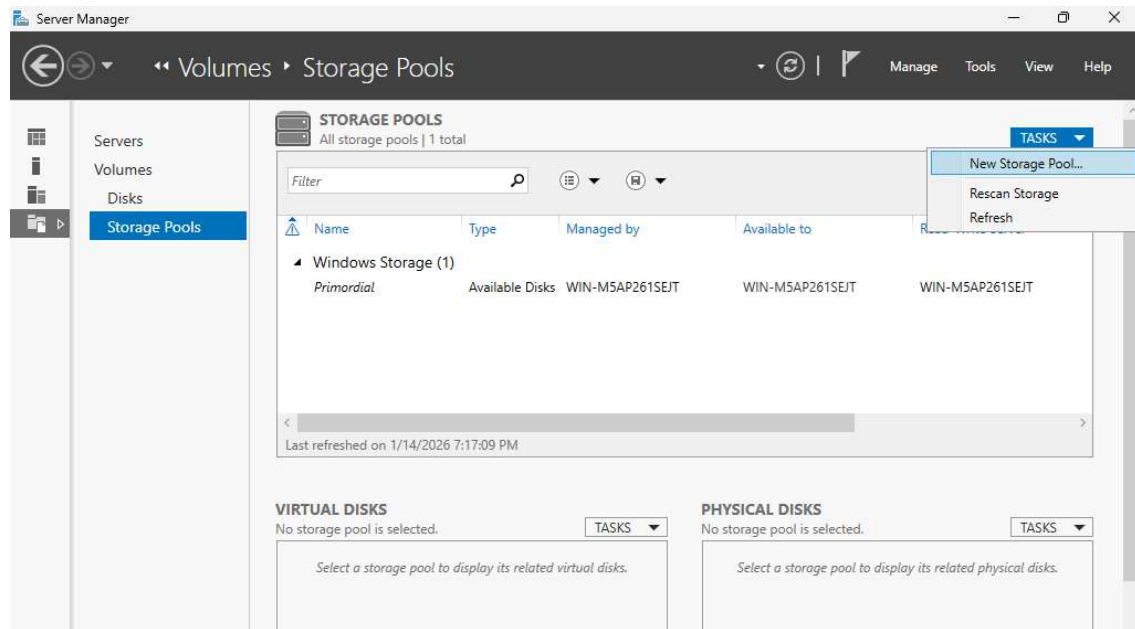 Server Manager
Volumes Storage Pools
Manage Tools View Help
Servers
Volumes
Disks
Storage Pools
STORAGE POOLS
All storage pools | 1 total
TASKS
New Storage Pool...
Rescan Storage
Refresh
Filter
Name Type Managed by Available to
Windows Storage (1)
Primordial Available Disks WIN-M5AP261SEJT WIN-M5AP261SEJT WIN-M5AP261SEJT
Last refreshed on 1/14/2026 7:17:09 PM
VIRTUAL DISKS
No storage pool is selected.
TASKS
Select a storage pool to display its related virtual disks.
PHYSICAL DISKS
No storage pool is selected.
TASKS
Select a storage pool to display its related physical disks.